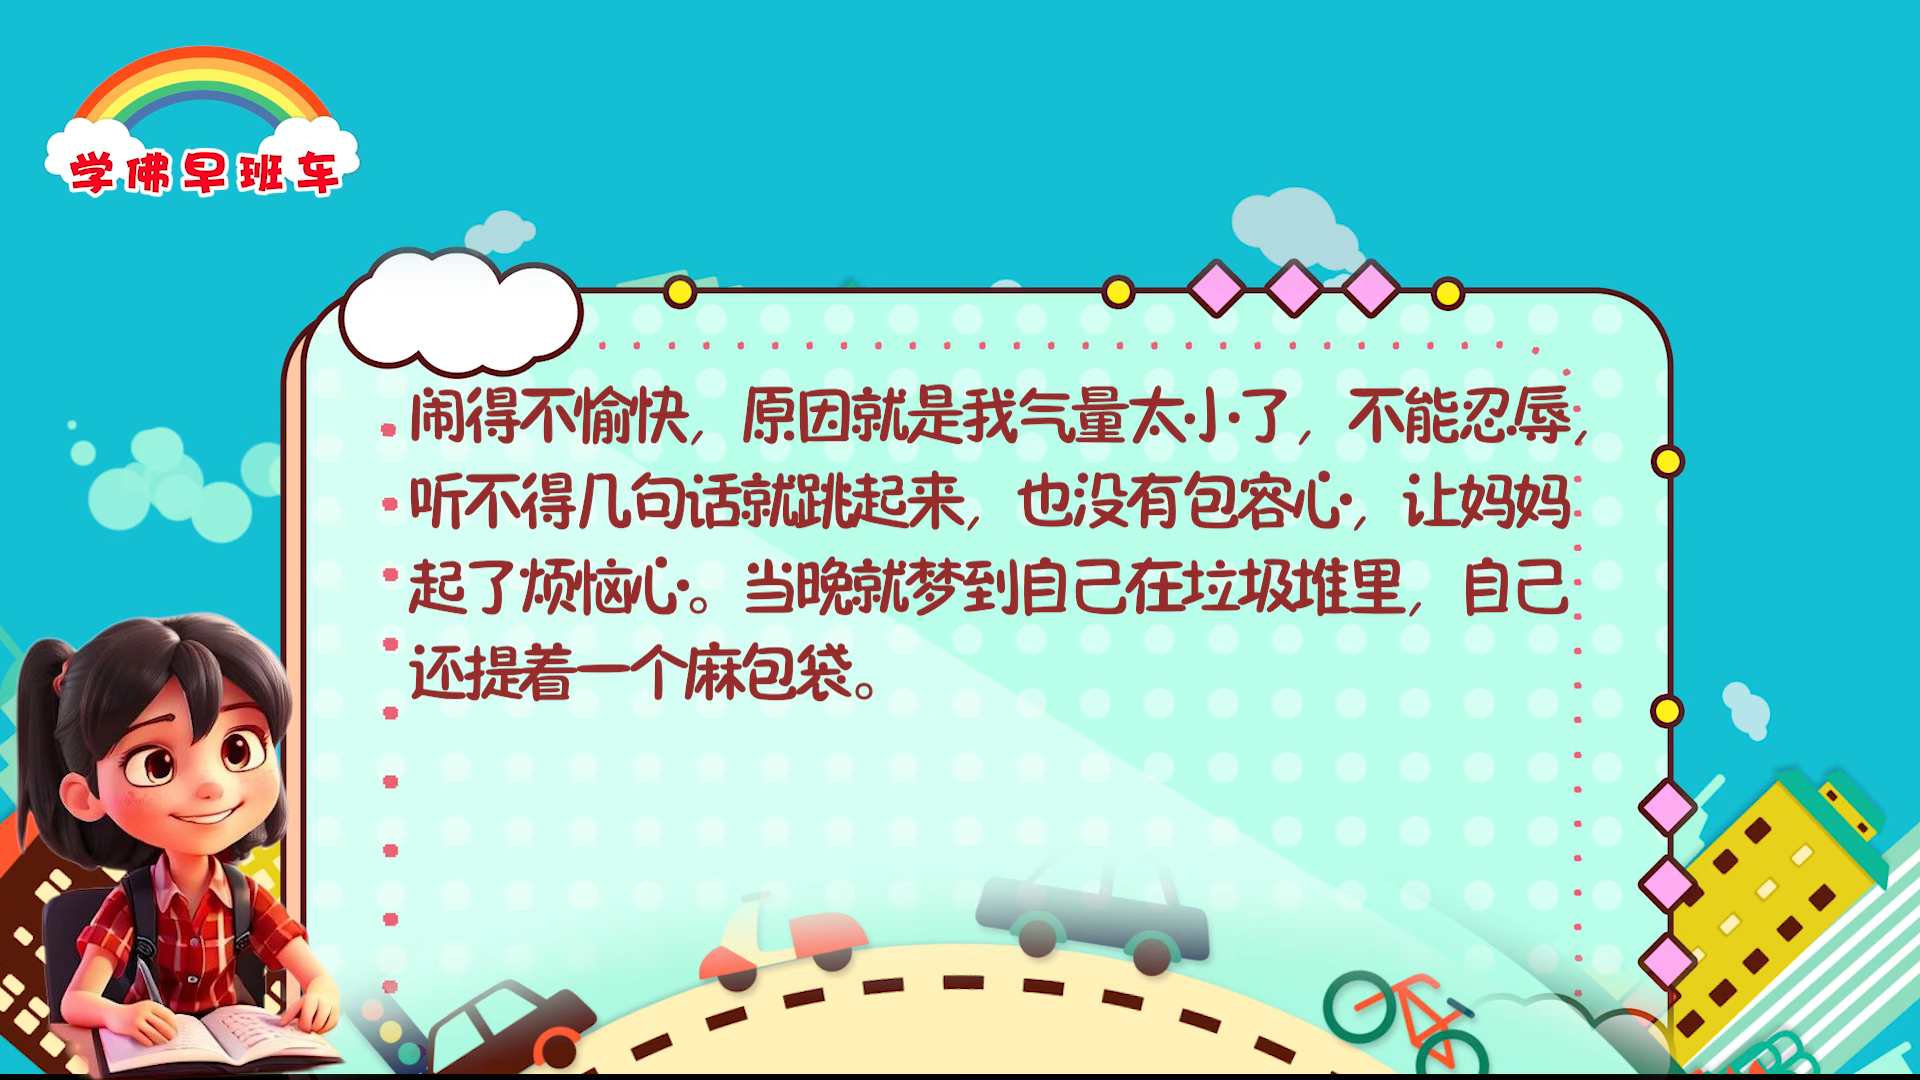 学佛早班车
闹得不愉快，原因就是我气量太小了，不能忍辱，
听不得几句话就跳起来，也没有包容心，让妈妈
起了烦恼心。当晚就梦到自己在垃圾堆里，自己
还提着一个麻包袋。